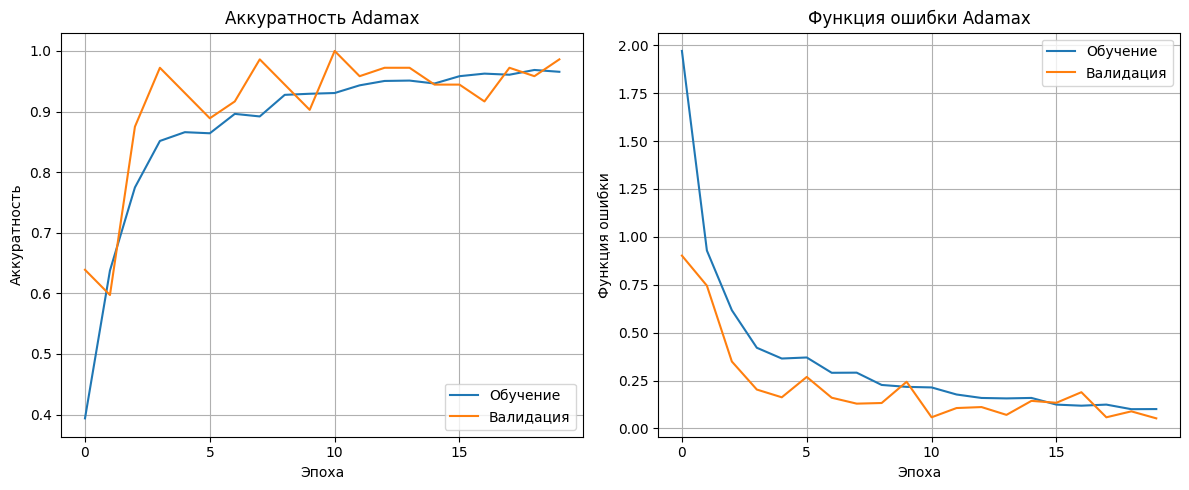 Аккуратность Adamax
Аккуратность
1.0
0.9
0.8
0.7
0.6
0.5
0.4
0
5
10
15
Эпоха
Обучение
Валидация
Функция ошибки Adamax
Функция ошибки
2.00
1.75
1.50
1.25
1.00
0.75
0.50
0.25
0.00
0
5
10
15
Эпоха
Обучение
Валидация